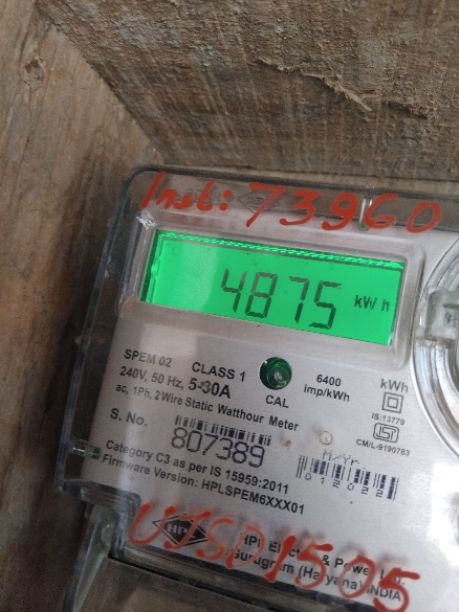 Inst: 73960
4875 kWh
SPEM 02 CLASS 1
240V, 50 Hz, 5-30A CAL 6400 imp/kWh kWh
ac, 1Ph, 2 Wire Static Watthour Meter
IS:13779
S. No. 807389
CM/L-9190783
M/Yr
012022
Category C3 as per IS 15959:2011
Firmware Version: HPLSPEM6XXX01
HPL Electric & Power Ltd.
Gurugram (Haryana) INDIA